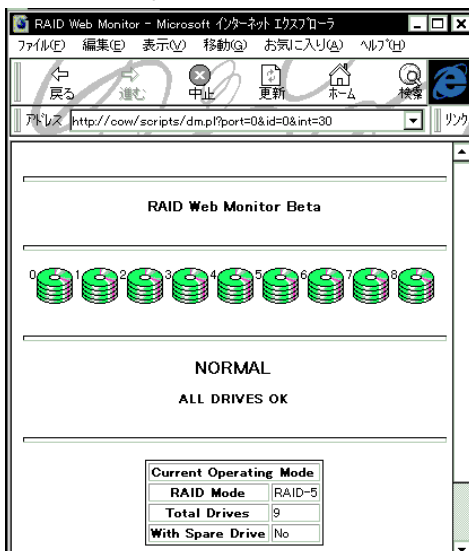 RAID Web Monitor - Microsoft インターネット エクスプローラ
ファイル(F) 編集(E) 表示(V) 移動(G) お気に入り(A) ヘルプ(H)
戻る 進む 中止 更新 ホーム 検索
アドレス http://cow/scripts/dm.pl?port=0&id=0&int=30 リンク
RAID Web Monitor Beta
0 1 2 3 4 5 6 7 8
NORMAL
ALL DRIVES OK
Current Operating Mode
RAID Mode RAID-5
Total Drives 9
With Spare Drive No